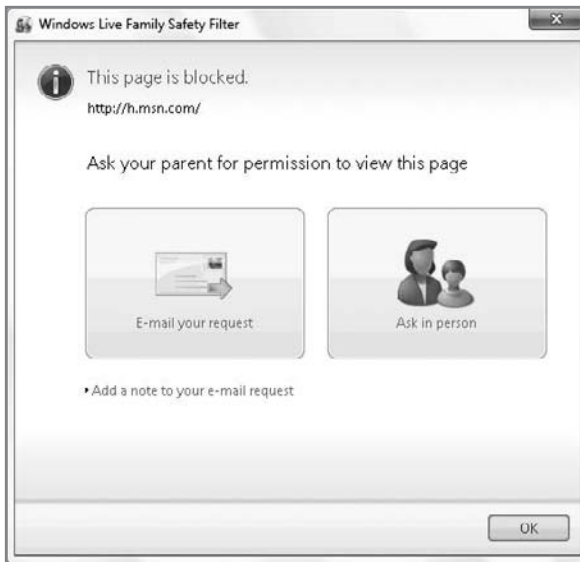 Windows Live Family Safety Filter
This page is blocked.
http://h.msn.com/
Ask your parent for permission to view this page
E-mail your request
Ask in person
Add a note to your e-mail request
OK